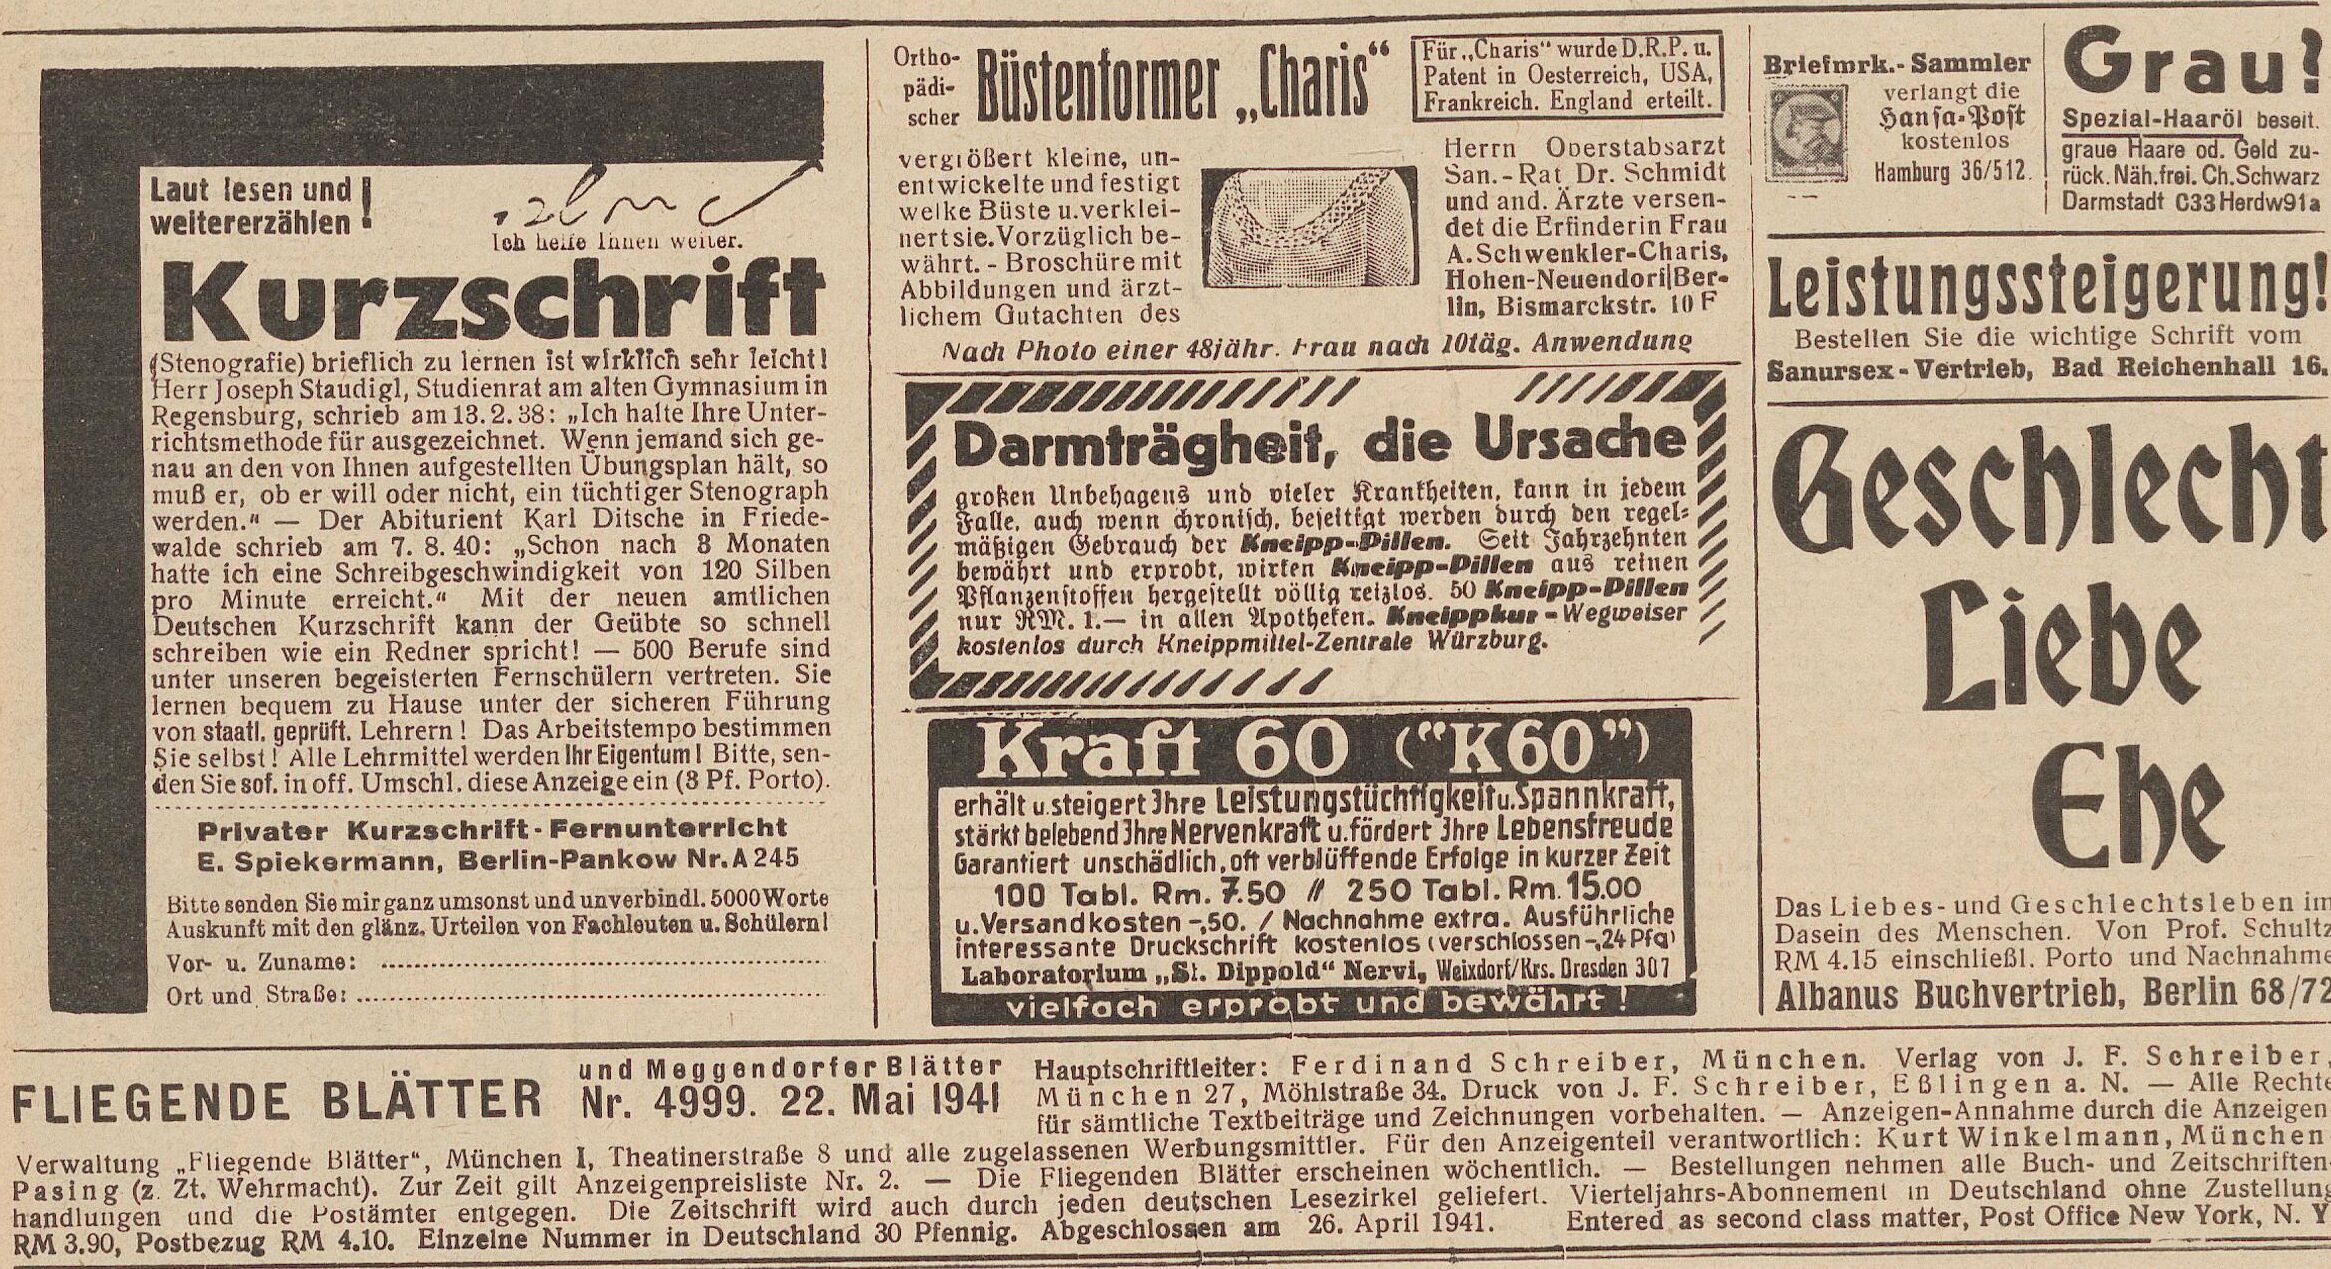 Laut lesen und
weitererzählen!
Ich helfe Ihnen weiter.
Kurzschrift
(Stenografie) brieflich zu lernen ist wirklich sehr leicht!
Herr Joseph Staudigl, Studienrat am alten Gymnasium in
Regensburg, schrieb am 13. 2. 38: „Ich halte Ihre Unter-
richtsmethode für ausgezeichnet. Wenn jemand sich ge-
nau an den von Ihnen aufgestellten Übungsplan hält, so
muß er, ob er will oder nicht, ein tüchtiger Stenograph
werden.“ — Der Abiturient Karl Ditsche in Friede-
walde schrieb am 7. 8. 40: „Schon nach 3 Monaten
hatte ich eine Schreibgeschwindigkeit von 120 Silben
pro Minute erreicht.“ Mit der neuen amtlichen
Deutschen Kurzschrift kann der Geübte so schnell
schreiben wie ein Redner spricht! — 500 Berufe sind
unter unseren begeisterten Fernschülern vertreten. Sie
lernen bequem zu Hause unter der sicheren Führung
von staatl. geprüft. Lehrern! Das Arbeitstempo bestimmen
Sie selbst! Alle Lehrmittel werden Ihr Eigentum! Bitte, sen-
den Sie sof. in off. Umschl. diese Anzeige ein (3 Pf. Porto).
Privater Kurzschrift-Fernunterricht
E. Spiekermann, Berlin-Pankow Nr. A 245
Bitte senden Sie mir ganz umsonst und unverbindl. 5000 Worte
Auskunft mit den glänz. Urteilen von Fachleuten u. Schülern!
Vor- u. Zuname:
Ort und Straße:
Ortho-
pädi-
scher
Büstenformer „Charis“
Für „Charis“ wurde D.R.P. u.
Patent in Oesterreich, USA,
Frankreich, England erteilt.
vergrößert kleine, un-
entwickelte und festigt
welke Büste u. verklei-
nert sie. Vorzüglich be-
währt. - Broschüre mit
Abbildungen und ärzt-
lichem Gutachten des
Herrn Oberstabsarzt
San.-Rat Dr. Schmidt
und and. Ärzte versen-
det die Erfinderin Frau
A. Schwenkler-Charis,
Hohen-Neuendorf/Ber-
lin, Bismarckstr. 10 F
Nach Photo einer 48jähr. Frau nach 10täg. Anwendung
Darmträgheit, die Ursache
großen Unbehagens und vieler Krankheiten, kann in jedem
Falle, auch wenn chronisch, beseitigt werden durch den regel-
mäßigen Gebrauch der Kneipp-Pillen. Seit Jahrzehnten
bewährt und erprobt, wirken Kneipp-Pillen aus reinen
Pflanzenstoffen hergestellt völlig reizlos. 50 Kneipp-Pillen
nur RM. 1.— in allen Apotheken. Kneippkur-Wegweiser
kostenlos durch Kneippmittel-Zentrale Würzburg.
Kraft 60 (“K60”)
erhält u. steigert Ihre Leistungstüchtigkeit u. Spannkraft,
stärkt belebend Ihre Nervenkraft u. fördert Ihre Lebensfreude
Garantiert unschädlich, oft verblüffende Erfolge in kurzer Zeit
100 Tabl. Rm. 7.50 // 250 Tabl. Rm. 15.00
u. Versandkosten -,50. / Nachnahme extra. Ausführliche
interessante Druckschrift kostenlos (verschlossen -,24 Pfg)
Laboratorium „St. Dippold“ Nervi, Weixdorf/Krs. Dresden 307
vielfach erprobt und bewährt!
Briefmrk.-Sammler
verlangt die
Hansa-Post
kostenlos
Hamburg 36/512.
Grau?
Spezial-Haaröl beseit.
graue Haare od. Geld zu-
rück. Näh. frei. Ch. Schwarz
Darmstadt C33 Herdw 91a
Leistungssteigerung!
Bestellen Sie die wichtige Schrift vom
Sanursex-Vertrieb, Bad Reichenhall 16.
Geschlecht
Liebe
Ehe
Das Liebes- und Geschlechtsleben im
Dasein des Menschen. Von Prof. Schultz
RM 4.15 einschließl. Porto und Nachnahme
Albanus Buchvertrieb, Berlin 68/72
FLIEGENDE BLÄTTER
und Meggendorfer Blätter
Nr. 4999. 22. Mai 1941
Hauptschriftleiter: Ferdinand Schreiber, München. Verlag von J. F. Schreiber,
München 27, Möhlstraße 34. Druck von J. F. Schreiber, Eßlingen a. N. — Alle Rechte
für sämtliche Textbeiträge und Zeichnungen vorbehalten. — Anzeigen-Annahme durch die Anzeigen-
Verwaltung „Fliegende Blätter“, München I, Theatinerstraße 8 und alle zugelassenen Werbungsmittler. Für den Anzeigenteil verantwortlich: Kurt Winkelmann, München-
Pasing (z. Zt. Wehrmacht). Zur Zeit gilt Anzeigenpreisliste Nr. 2. — Die Fliegenden Blätter erscheinen wöchentlich. — Bestellungen nehmen alle Buch- und Zeitschriften-
handlungen und die Postämter entgegen. Die Zeitschrift wird auch durch jeden deutschen Lesezirkel geliefert. Vierteljahrs-Abonnement in Deutschland ohne Zustellung
RM 3.90, Postbezug RM 4.10. Einzelne Nummer in Deutschland 30 Pfennig. Abgeschlossen am 26. April 1941. Entered as second class matter, Post Office New York, N. Y.